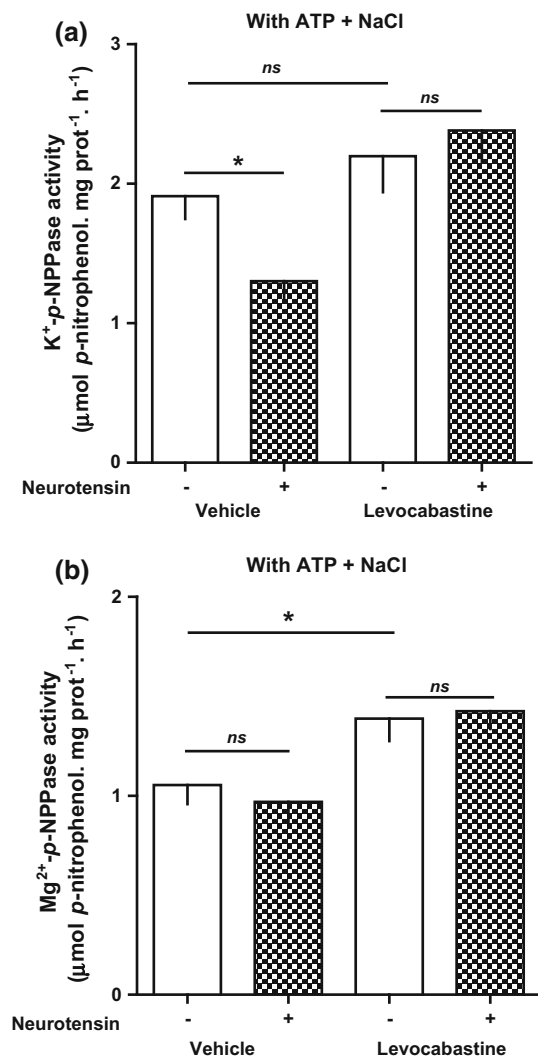 (a)
With ATP + NaCl
K⁺-p-NPPase activity
(μmol p-nitrophenol. mg prot⁻¹. h⁻¹)
3
2
1
0
ns
ns
*
Neurotensin - + - +
Vehicle Levocabastine
(b)
With ATP + NaCl
Mg²⁺-p-NPPase activity
(μmol p-nitrophenol. mg prot⁻¹. h⁻¹)
2
1
0
*
ns
ns
Neurotensin - + - +
Vehicle Levocabastine